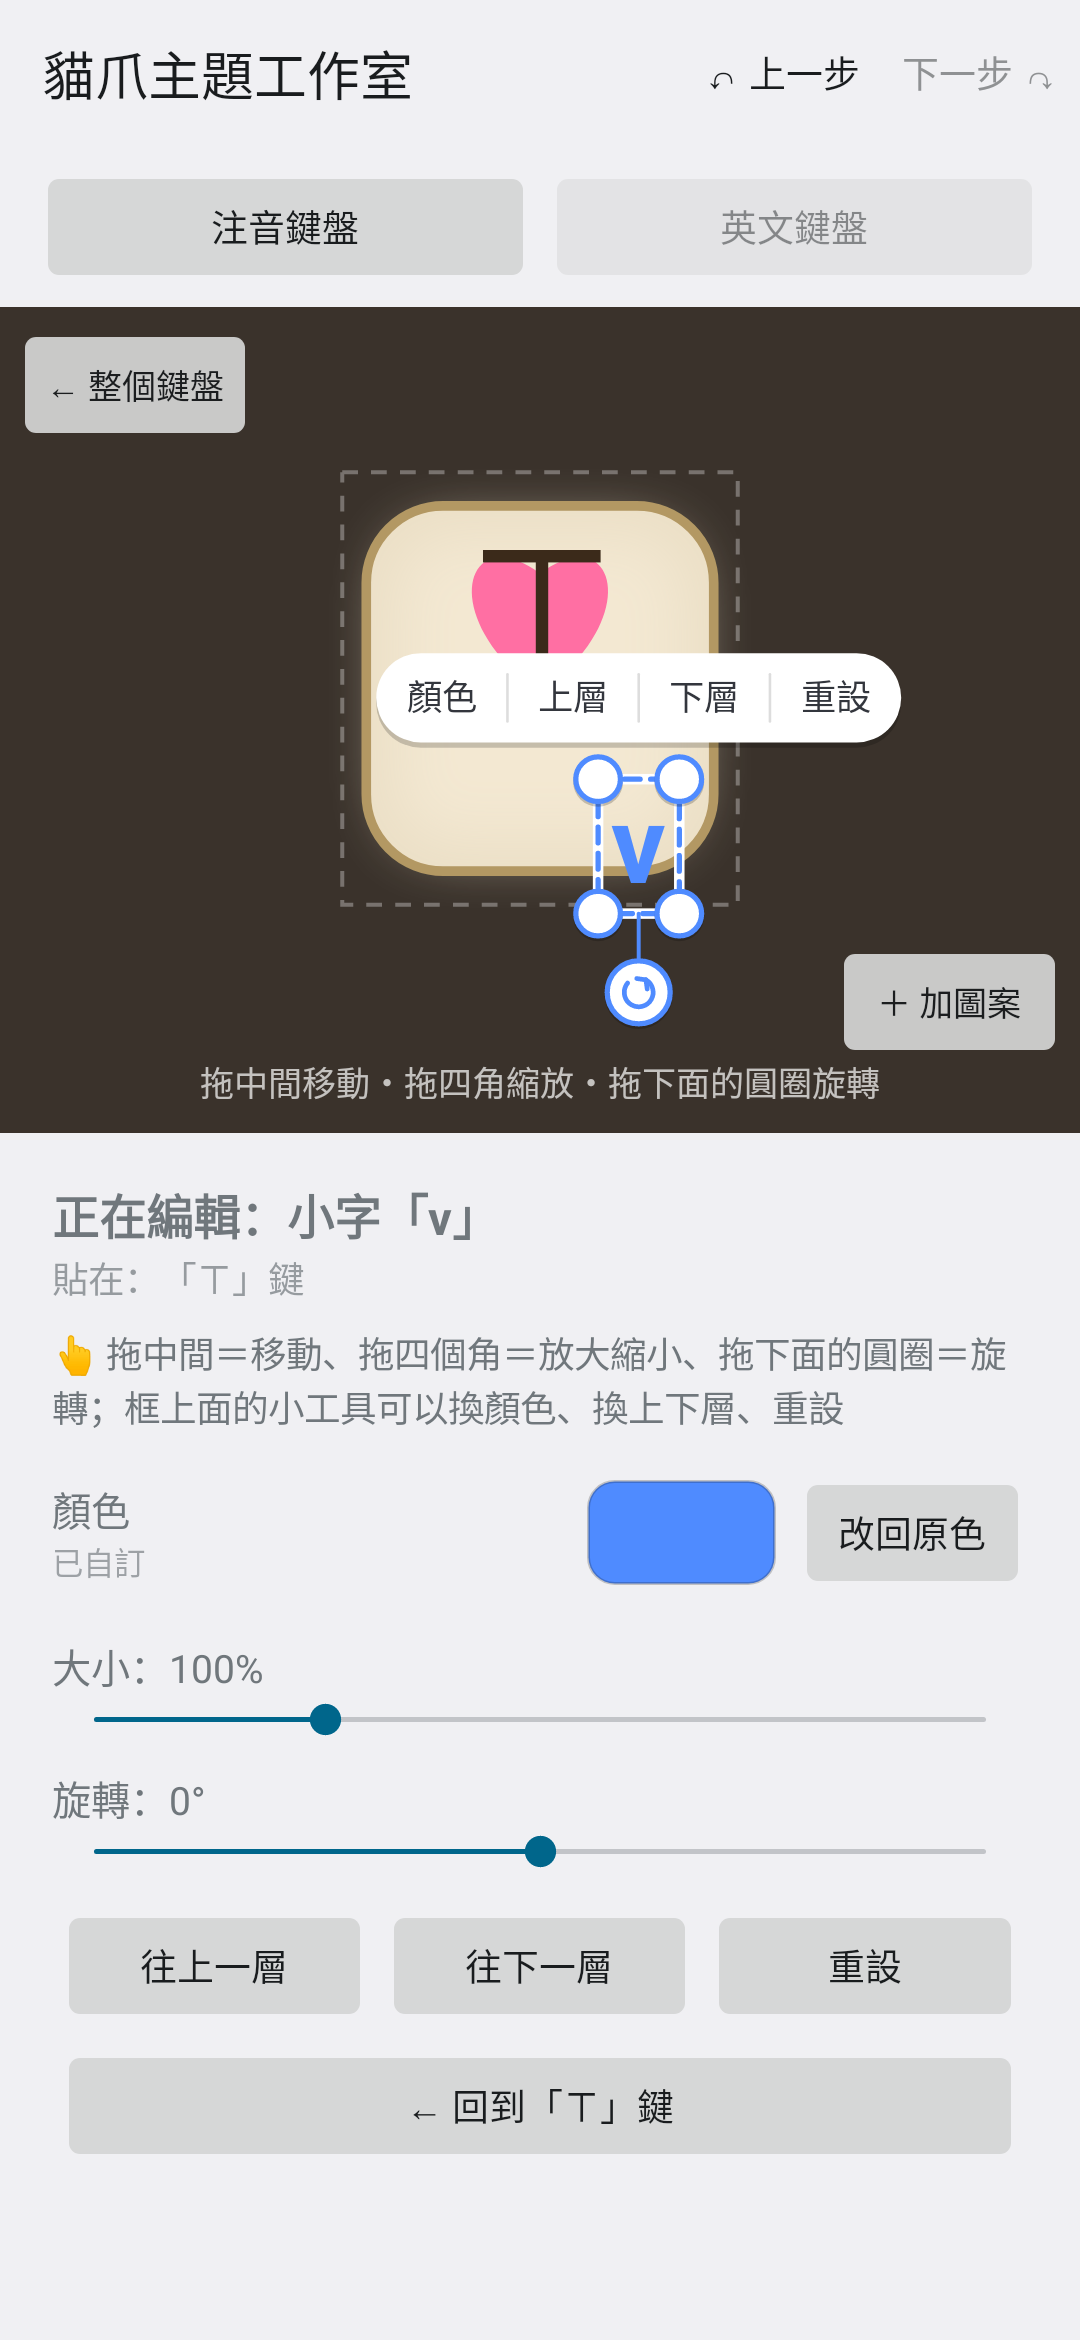 貓爪主題工作室
上一步
下一步
注音鍵盤
英文鍵盤
← 整個鍵盤
ㄒ
顏色
上層
下層
重設
v
＋ 加圖案
拖中間移動・拖四角縮放・拖下面的圓圈旋轉
正在編輯：小字「v」
貼在：「ㄒ」鍵
👆 拖中間＝移動、拖四個角＝放大縮小、拖下面的圓圈＝旋
轉；框上面的小工具可以換顏色、換上下層、重設
顏色
已自訂
改回原色
大小：100%
旋轉：0°
往上一層
往下一層
重設
← 回到「ㄒ」鍵